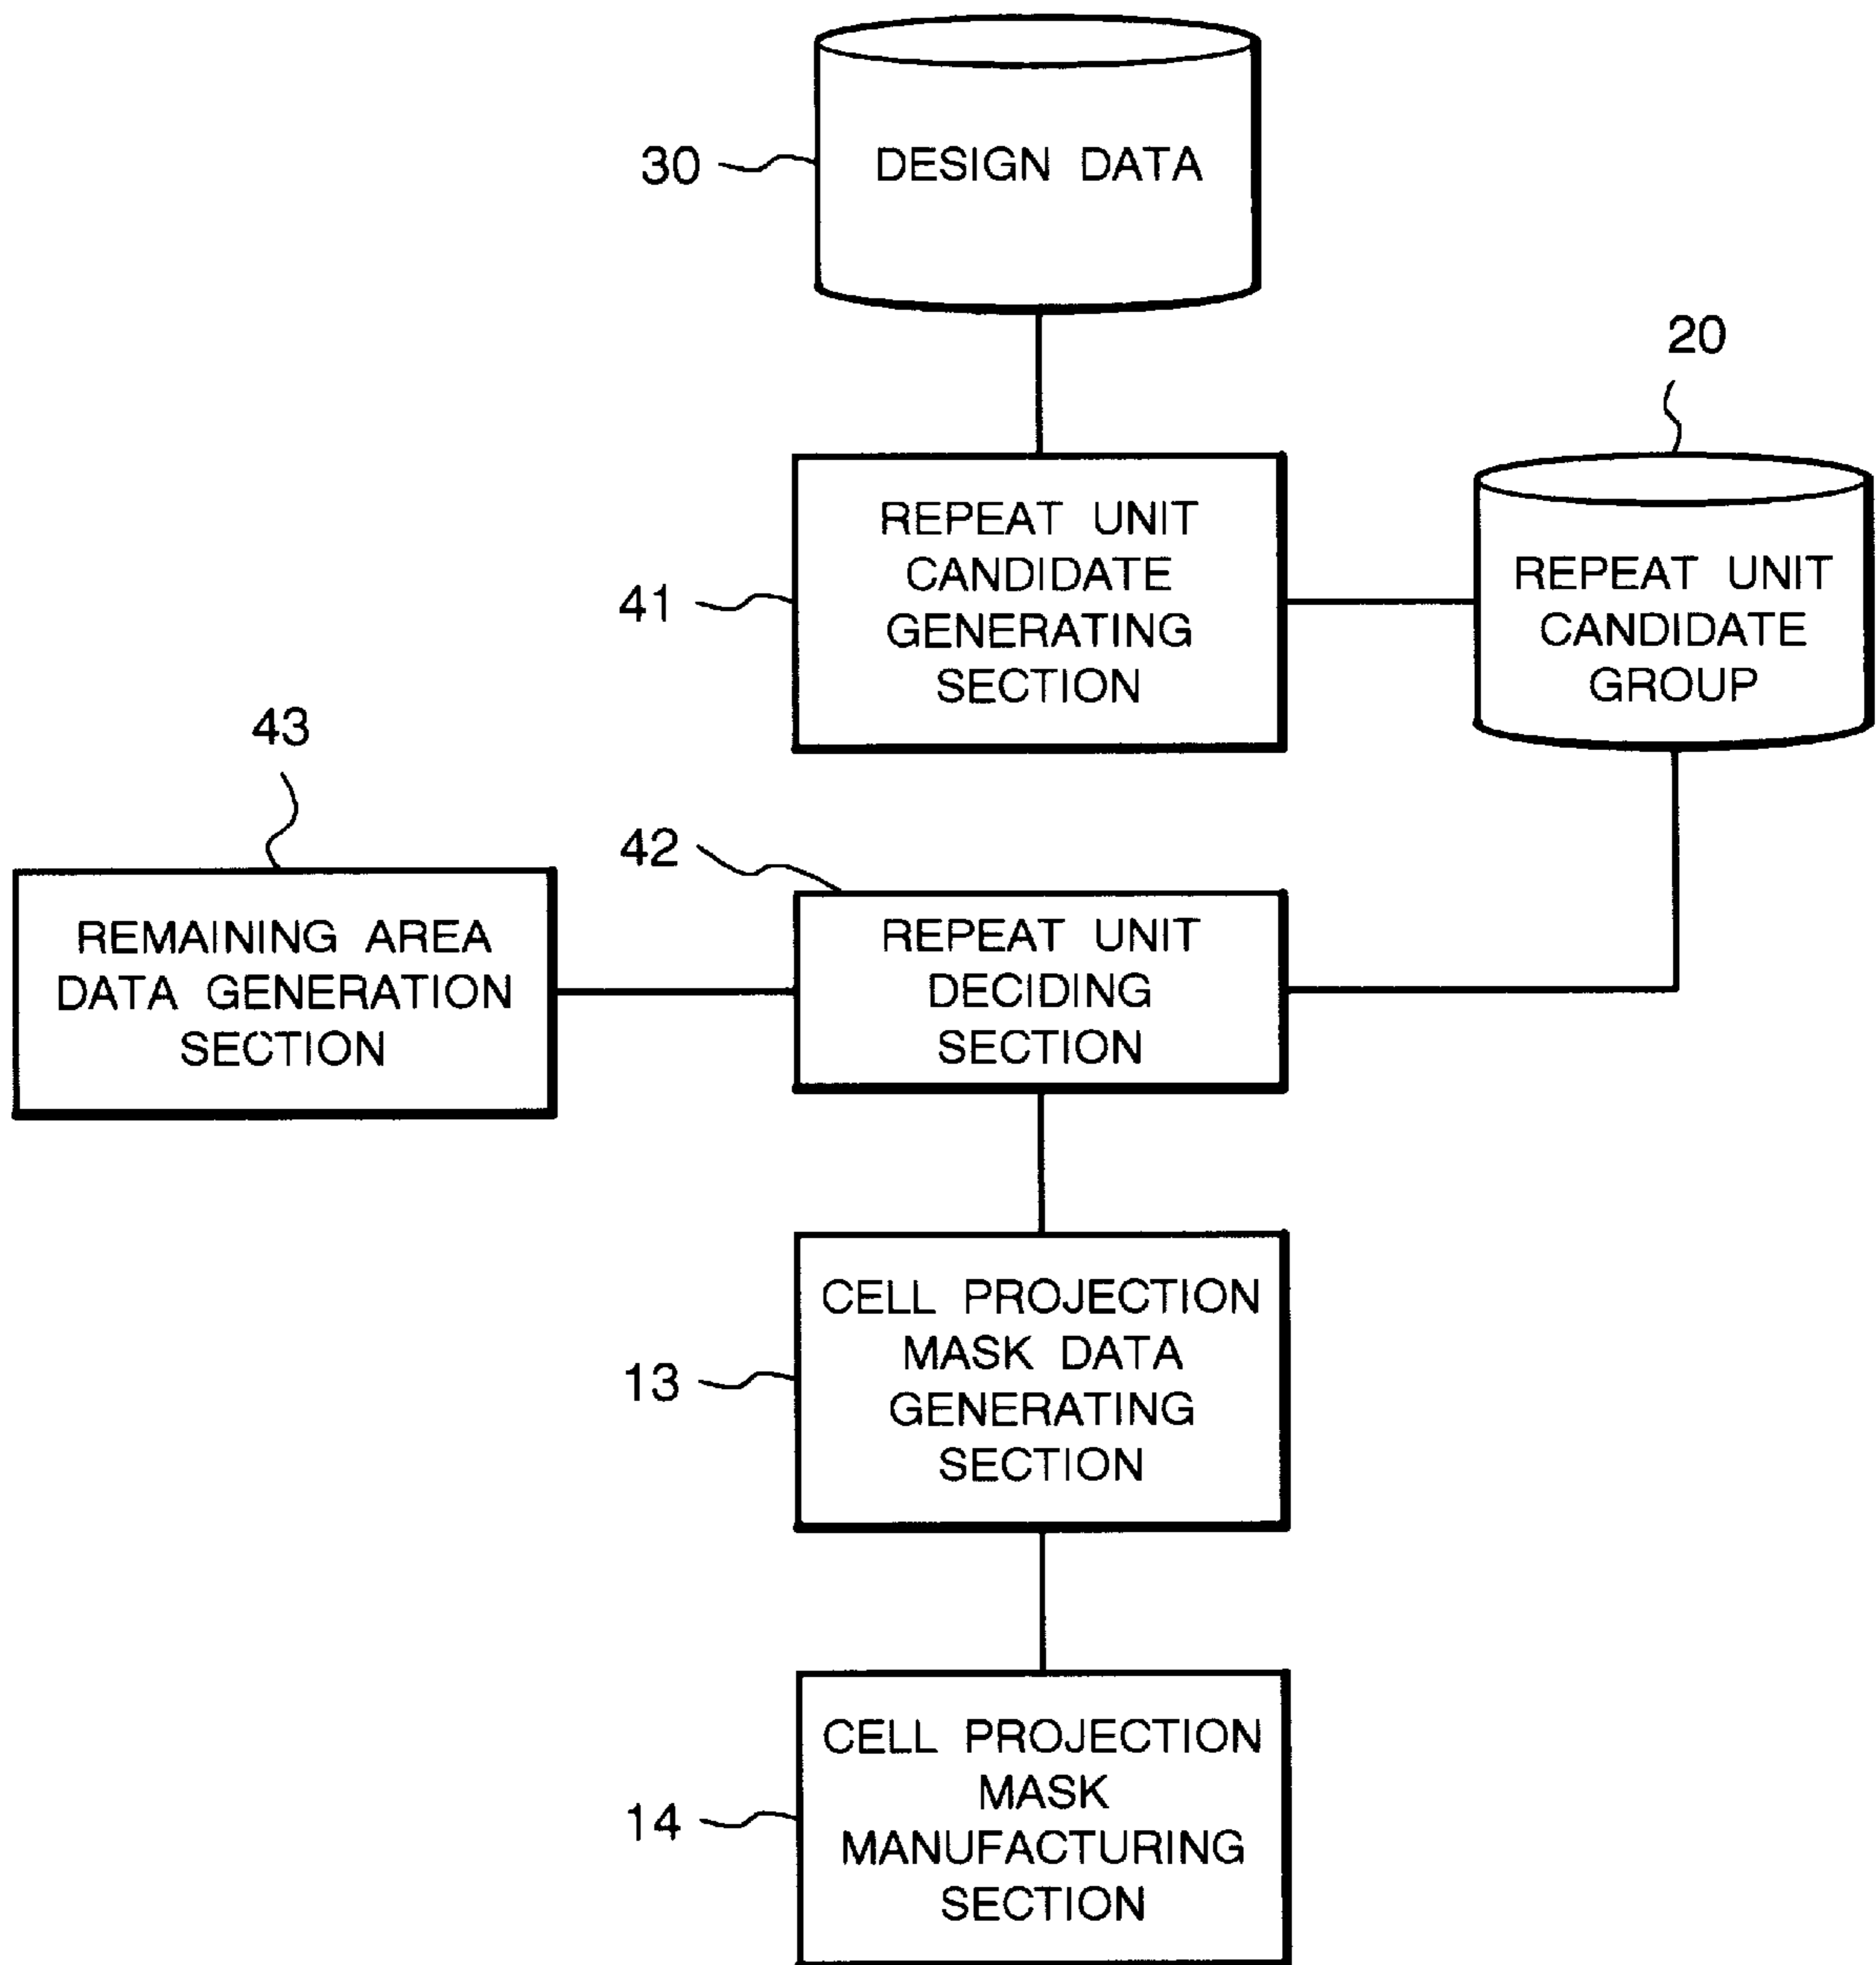 30
DESIGN DATA
20
41
REPEAT UNIT
CANDIDATE
GENERATING
SECTION
REPEAT UNIT
CANDIDATE
GROUP
43
REMAINING AREA
DATA GENERATION
SECTION
42
REPEAT UNIT
DECIDING
SECTION
13
CELL PROJECTION
MASK DATA
GENERATING
SECTION
14
CELL PROJECTION
MASK
MANUFACTURING
SECTION